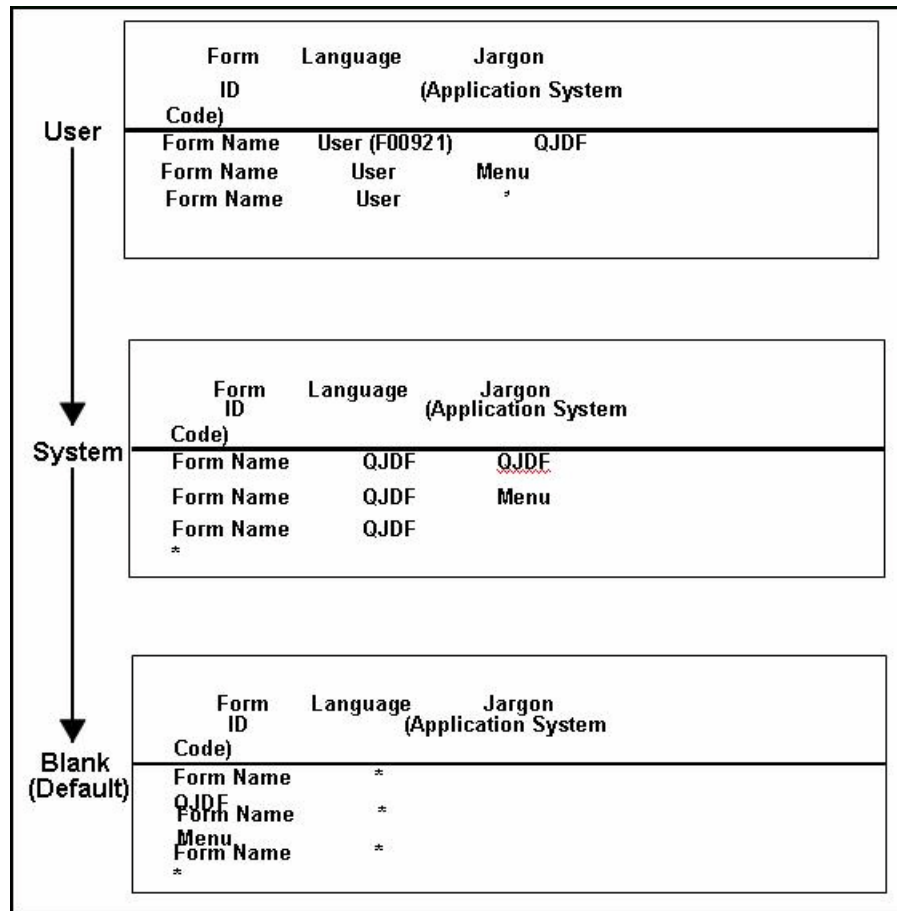 Form Language Jargon
ID (Application System
Code)
User
Form Name User (F00921) QJDF
Form Name User Menu
Form Name User *
Form Language Jargon
ID (Application System
Code)
System
Form Name QJDF QJDF
Form Name QJDF Menu
Form Name QJDF
*
Form Language Jargon
ID (Application System
Code)
Blank
(Default)
Form Name *
QJDF
Form Name *
Menu
Form Name *
*